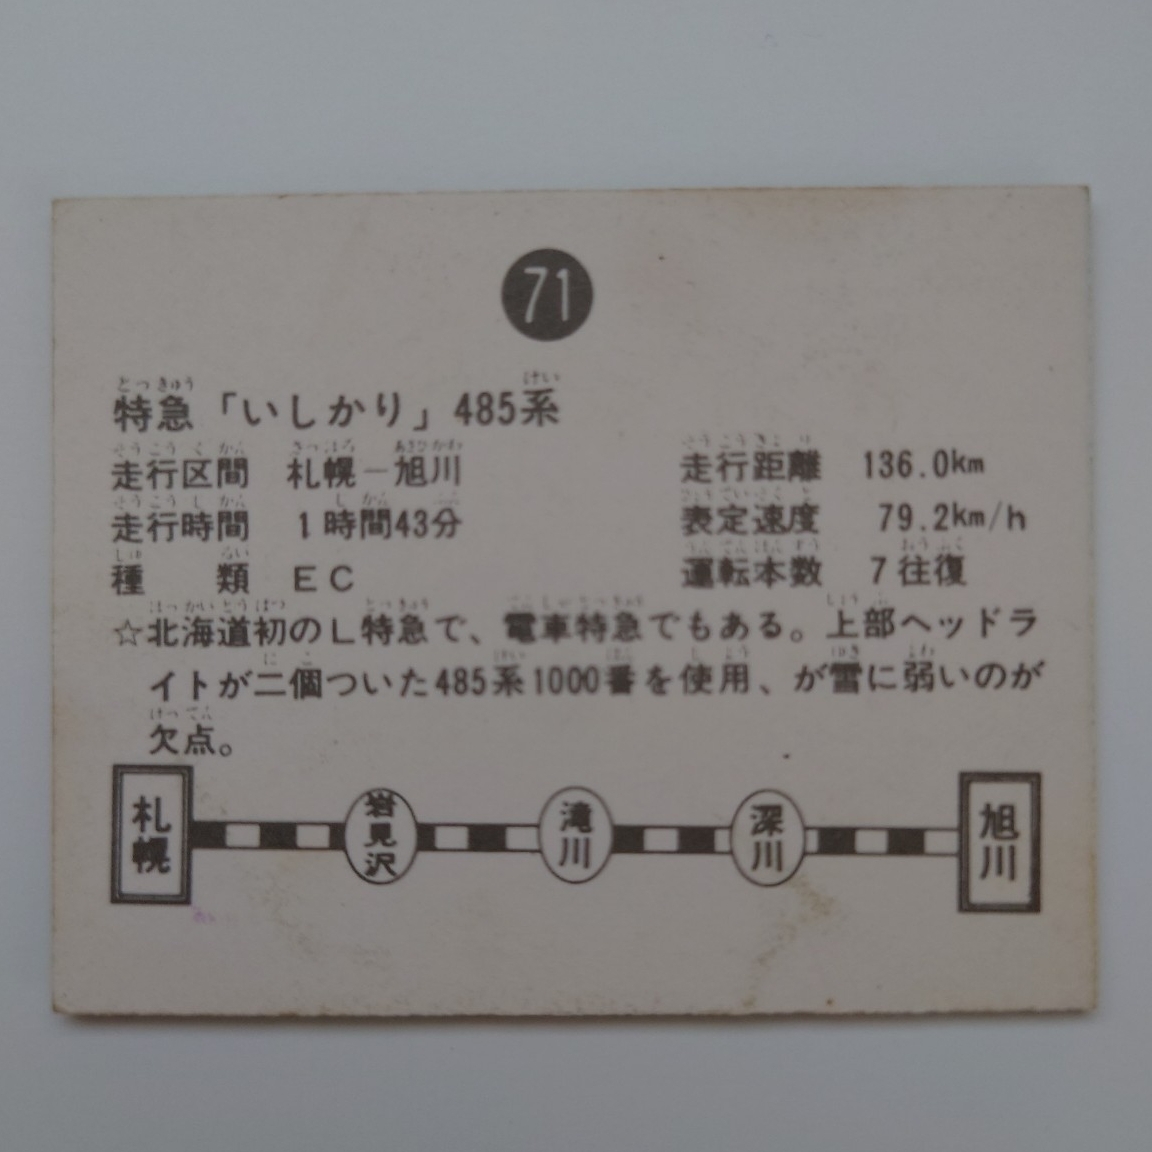 71
特急「いしかり」485系
走行区間 札幌－旭川 走行距離 136.0km
走行時間 1時間43分 表定速度 79.2km/h
種類 EC 運転本数 7往復
☆北海道初のL特急で、電車特急でもある。上部ヘッドラ
イトが二個ついた485系1000番を使用、が雪に弱いのが
欠点。
札幌 岩見沢 滝川 深川 旭川